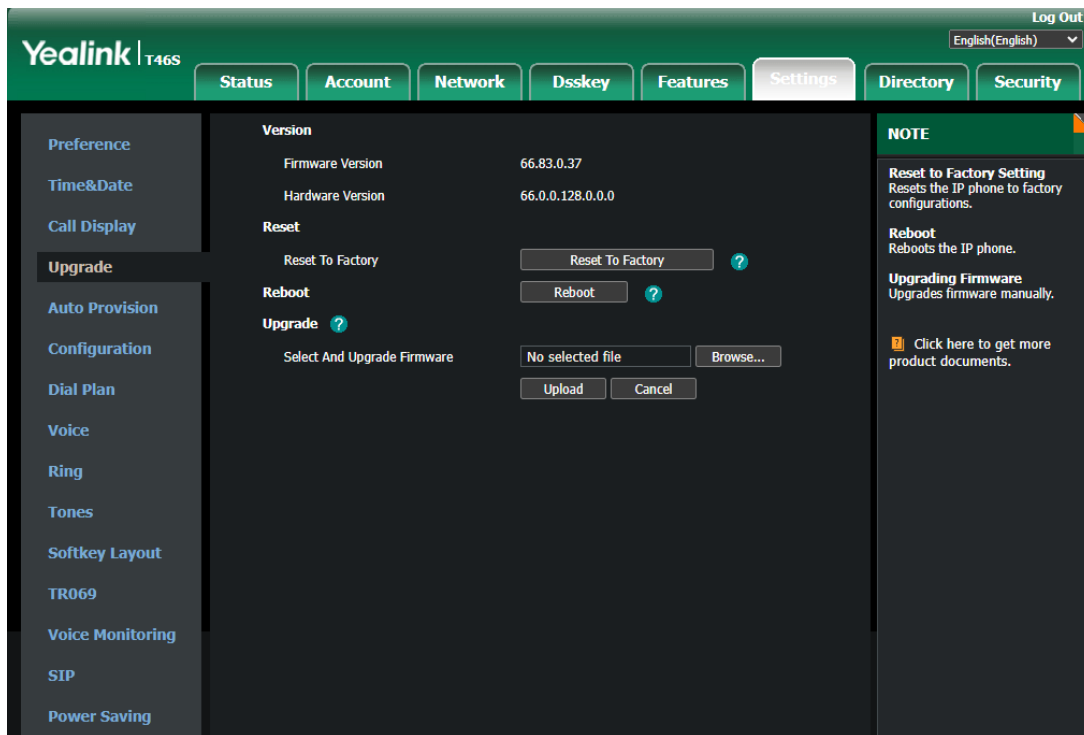 Log Out
Yealink | T46S
English(English)
Status
Account
Network
Dsskey
Features
Settings
Directory
Security
Preference
Time&Date
Call Display
Upgrade
Auto Provision
Configuration
Dial Plan
Voice
Ring
Tones
Softkey Layout
TR069
Voice Monitoring
SIP
Power Saving
Version
Firmware Version 66.83.0.37
Hardware Version 66.0.0.128.0.0.0
Reset
Reset To Factory Reset To Factory ?
Reboot Reboot ?
Upgrade ?
Select And Upgrade Firmware No selected file Browse...
Upload Cancel
NOTE
Reset to Factory Setting
Resets the IP phone to factory
configurations.
Reboot
Reboots the IP phone.
Upgrading Firmware
Upgrades firmware manually.
? Click here to get more
product documents.